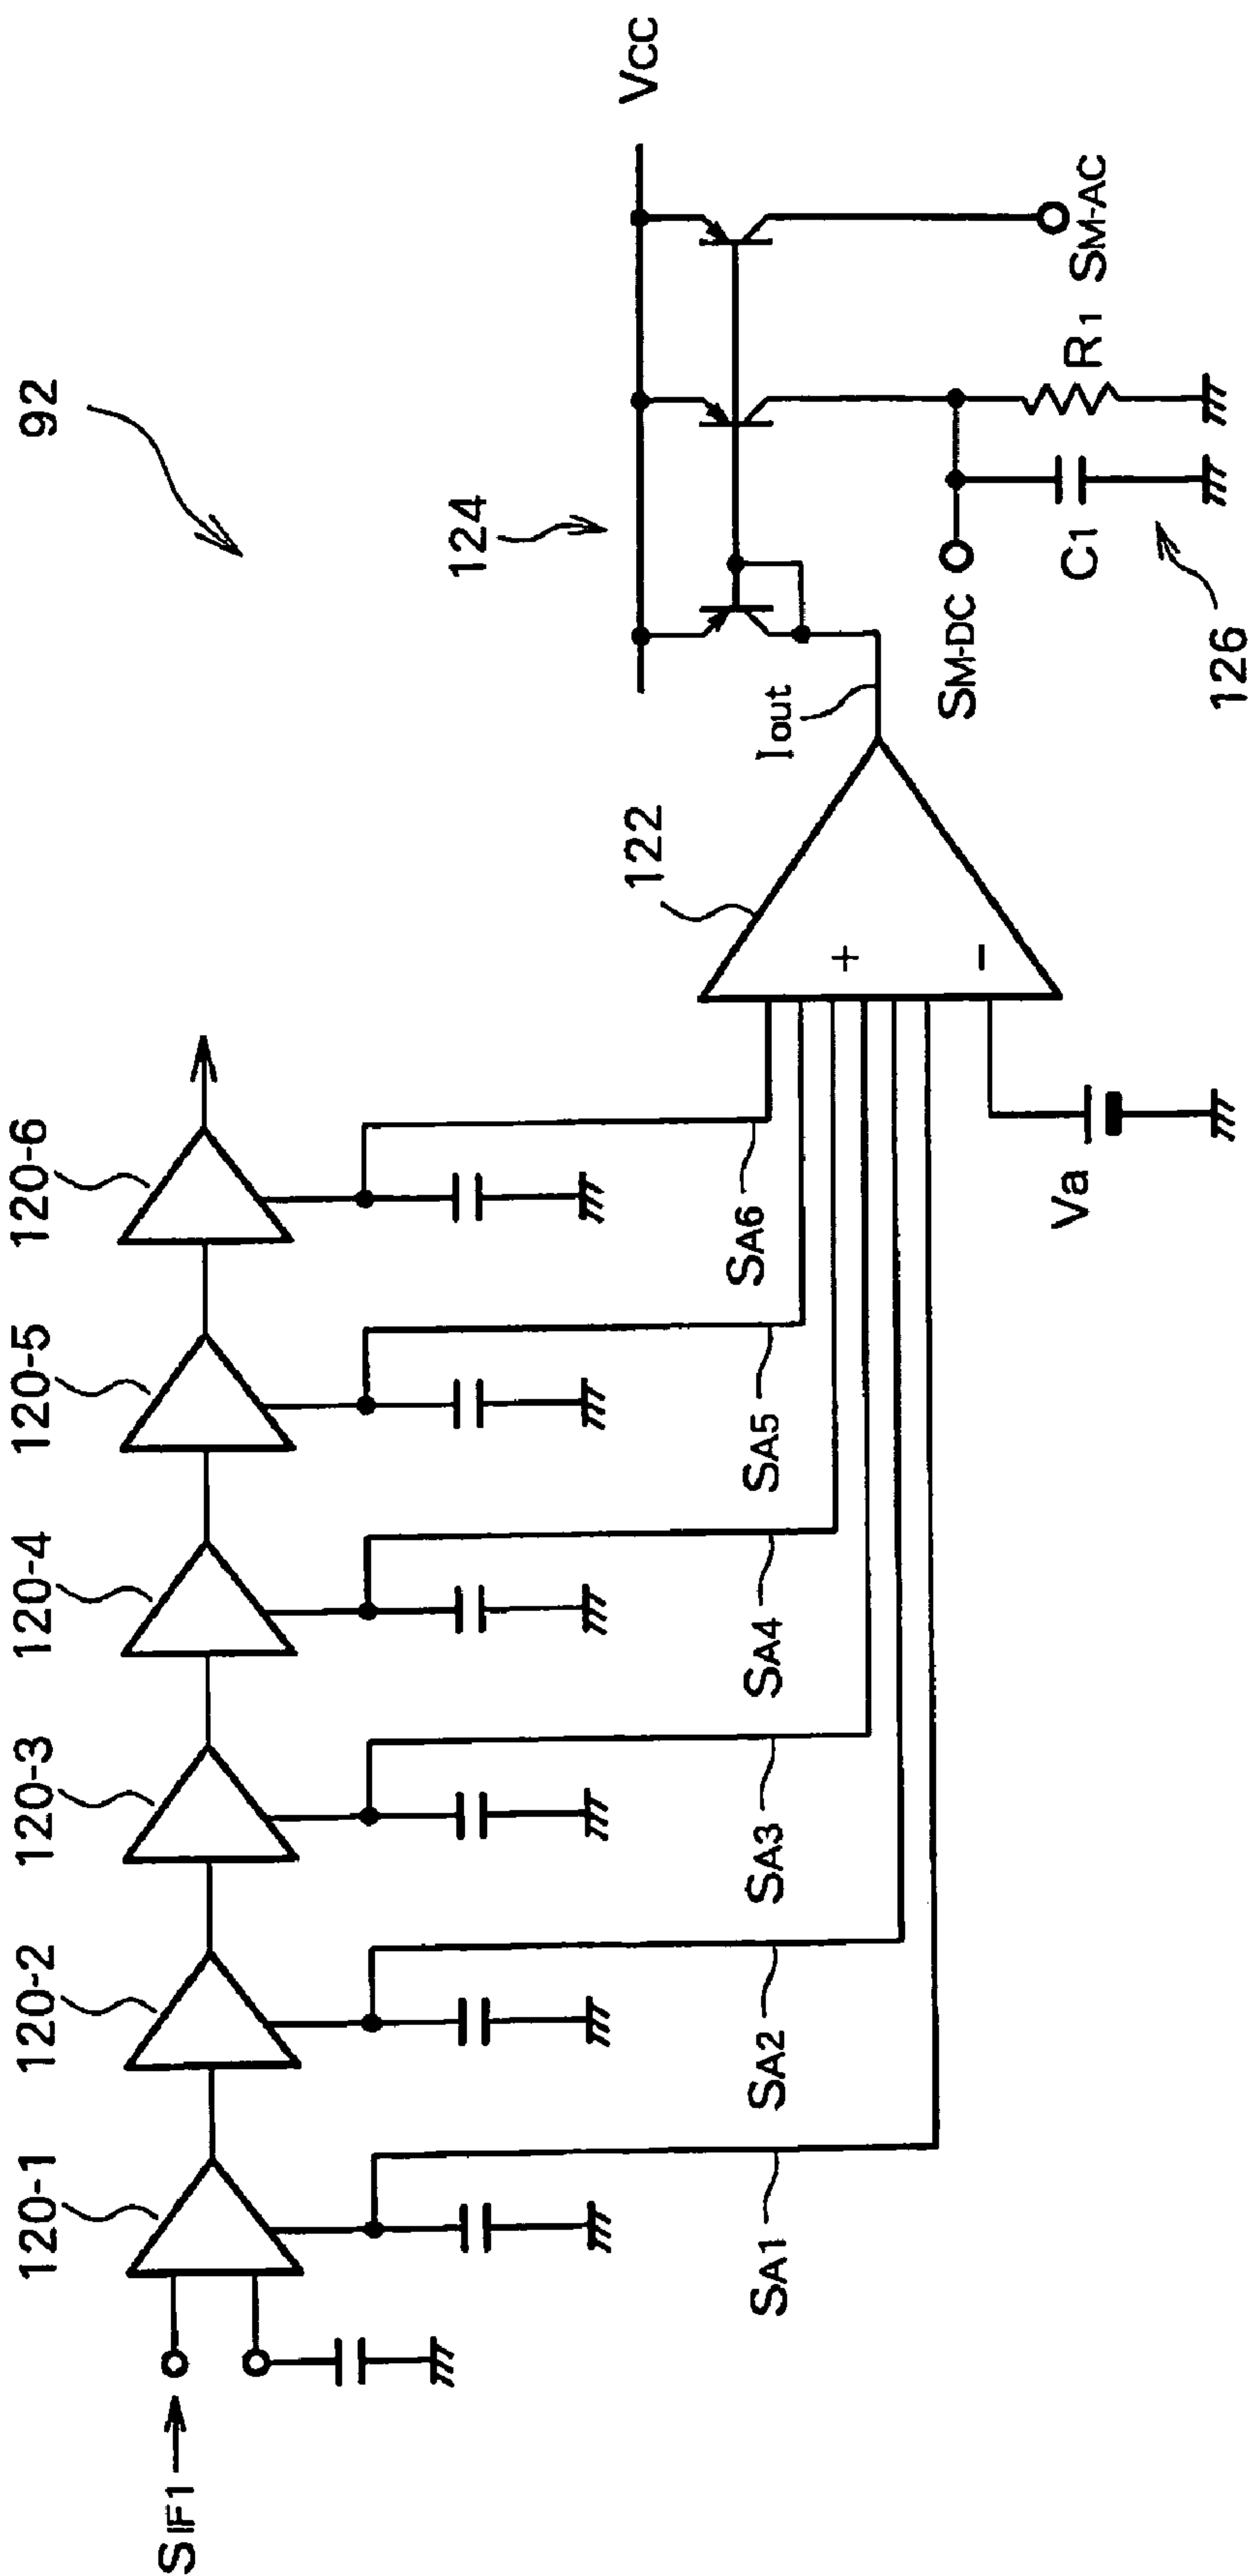 92
120-1
120-2
120-3
120-4
120-5
120-6
SIF1
124
VCC
122
Iout
+
−
SM-DC
SM-AC
C1
R1
126
SA1
SA2
SA3
SA4
SA5
SA6
Va